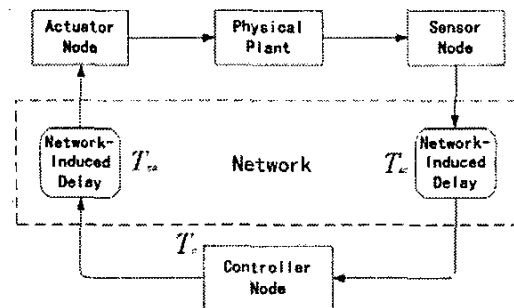 Actuator Node
Physical Plant
Sensor Node
Network-Induced Delay
T
Network
T
Network-Induced Delay
T
Controller Node